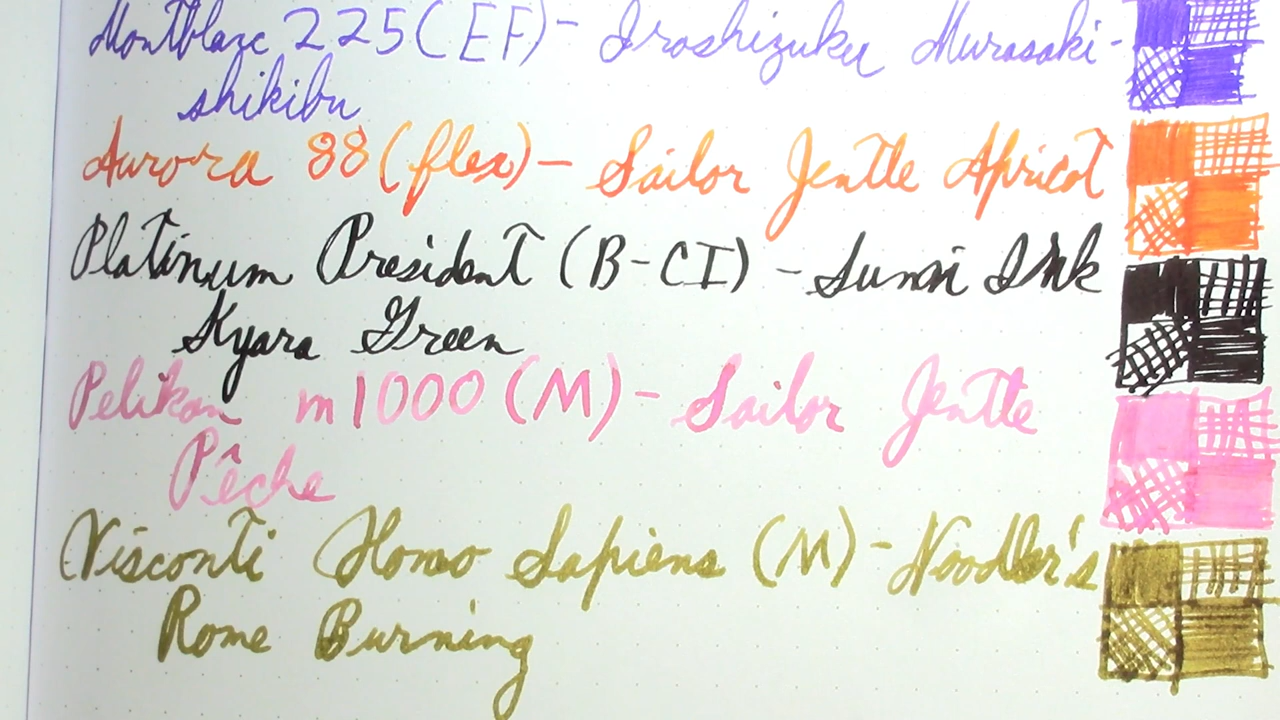 Montblanc 225(EF)- Iroshizuku Murasaki-
shikibu
Aurora 88(flex)- Sailor Jentle Apricot
Platinum President (B-CI) -Sumi Ink
Kyara Green
Pelikan m1000(M)- Sailor Jentle
Pêche
Visconti Homo Sapiens (M)-Noodler's
Rome Burning